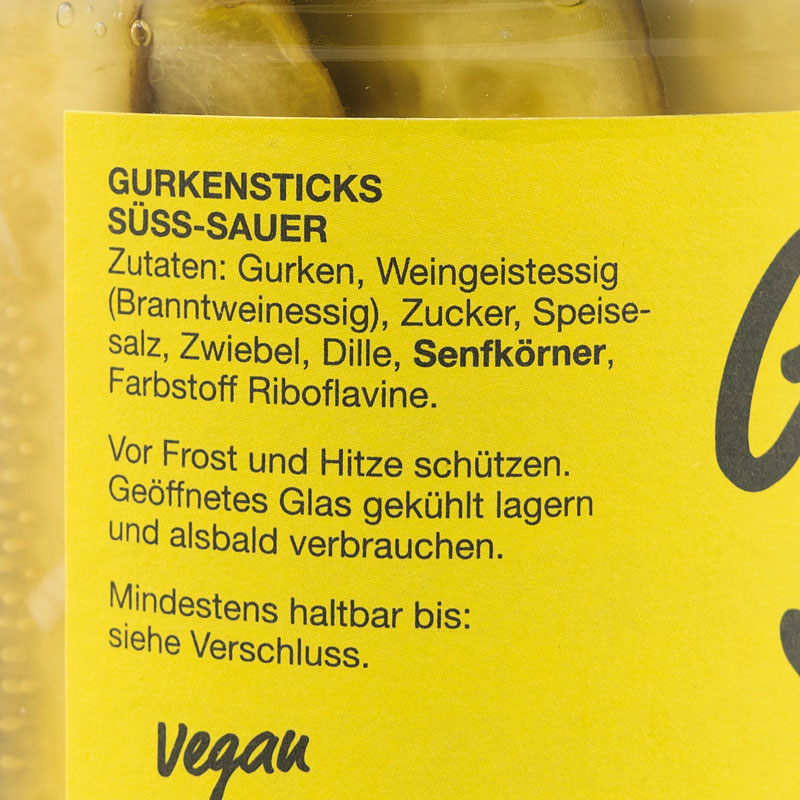 GURKENSTICKS
SÜSS-SAUER
Zutaten: Gurken, Weingeistessig
(Branntweinessig), Zucker, Speise-
salz, Zwiebel, Dille, Senfkörner,
Farbstoff Riboflavine.
Vor Frost und Hitze schützen.
Geöffnetes Glas gekühlt lagern
und alsbald verbrauchen.
Mindestens haltbar bis:
siehe Verschluss.
Vegan